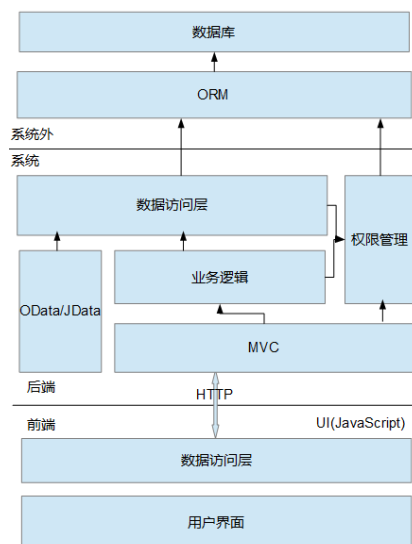 数据库
ORM
系统外
系统
数据访问层
权限管理
业务逻辑
OData/JData
MVC
后端
HTTP
前端
UI(JavaScript)
数据访问层
用户界面